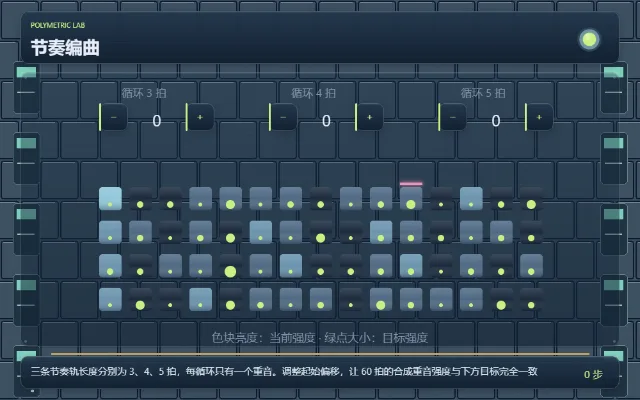 POLYMETRIC LAB
节奏编曲
循环 3 拍 循环 4 拍 循环 5 拍
− 0 + − 0 + − 0 +
色块亮度：当前强度 · 绿点大小：目标强度
三条节奏轨长度分别为 3、4、5 拍，每循环只有一个重音。调整起始偏移，让 60 拍的合成重音强度与下方目标完全一致
0 步